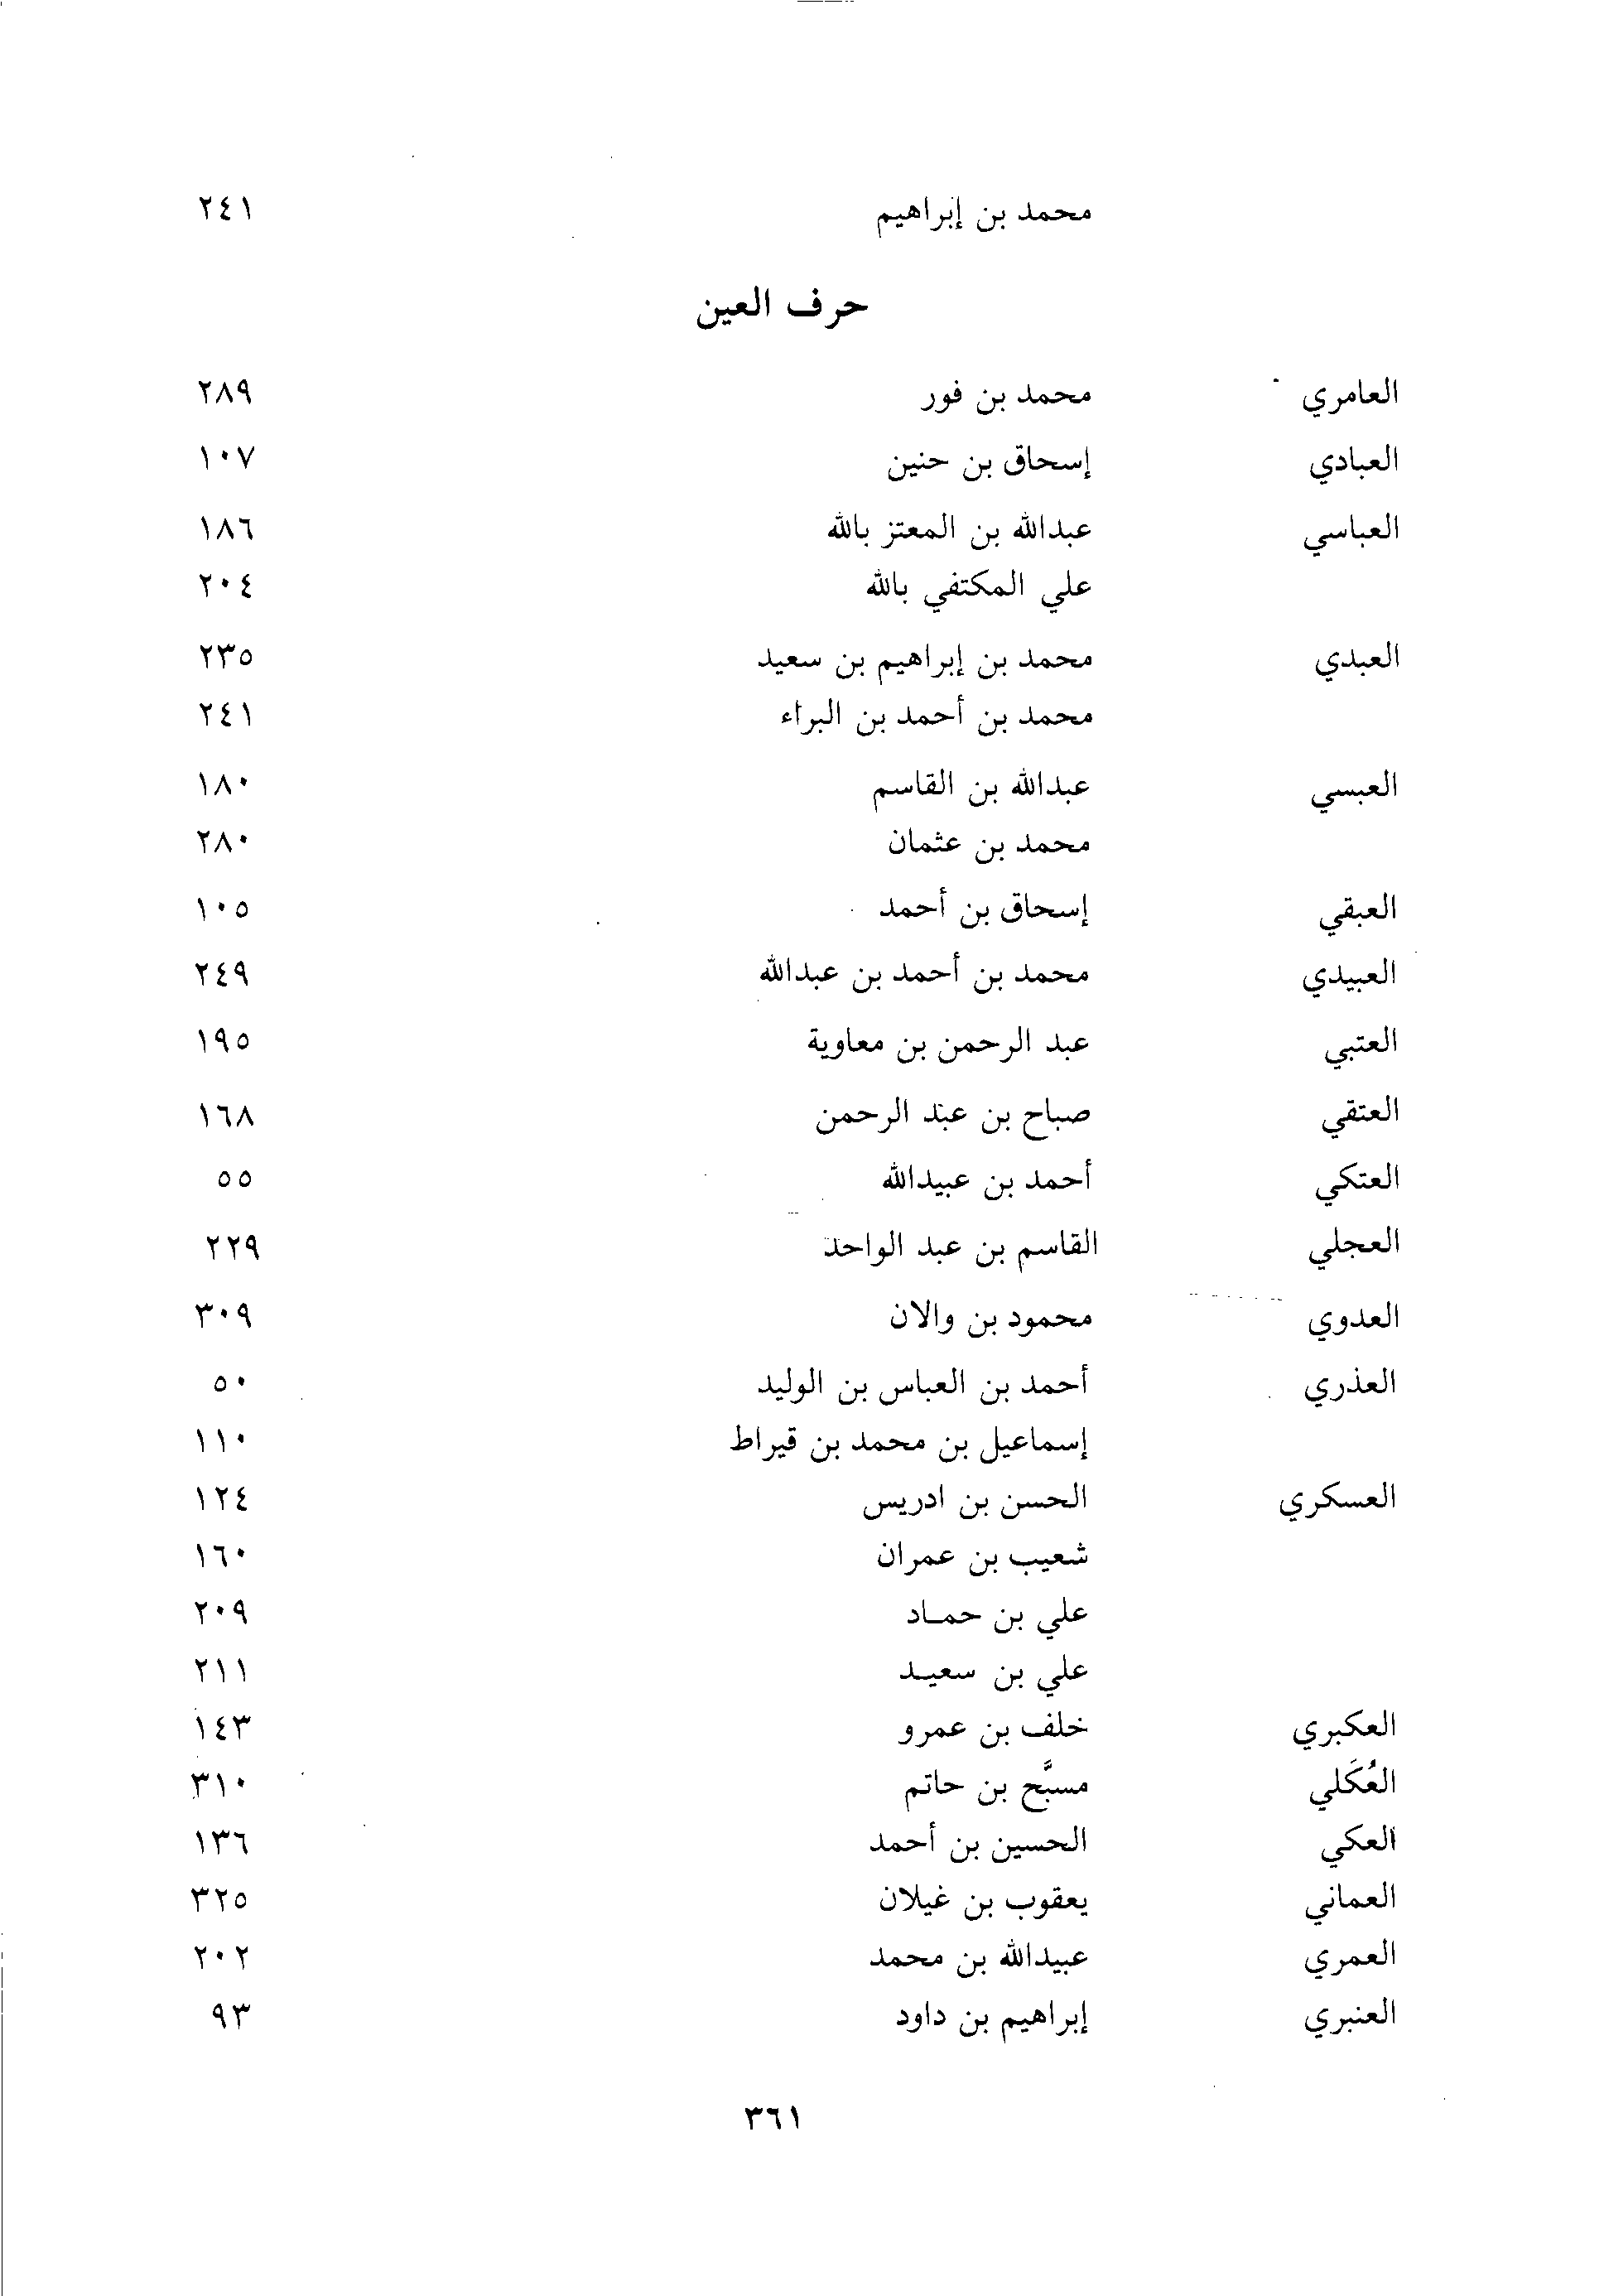 محمد بن إبراهيم ٢٤١
حرف العين
العامري محمد بن فور ٢٨٩
العبادي إسحاق بن حنين ١٠٧
العباسي عبدالله بن المعتز بالله ١٨٦
علي المكتفي بالله ٢٠٤
العبدي محمد بن إبراهيم بن سعيد ٢٣٥
محمد بن أحمد بن البراء ٢٤١
العبسي عبدالله بن القاسم ١٨٠
محمد بن عثمان ٢٨٠
العبقي إسحاق بن أحمد ١٠٥
العبيدي محمد بن أحمد بن عبدالله ٢٤٩
العتبي عبد الرحمن بن معاوية ١٩٥
العتقي صباح بن عبد الرحمن ١٦٨
العتكي أحمد بن عبيدالله ٥٥
العجلي القاسم بن عبد الواحد ٢٢٩
العدوي محمود بن والان ٣٠٩
العذري أحمد بن العباس بن الوليد ٥٠
إسماعيل بن محمد بن قيراط ١١٠
العسكري الحسن بن ادريس ١٢٤
شعيب بن عمران ١٦٠
علي بن حمـاد ٢٠٩
علي بن سعيـد ٢١١
العكبري خلف بن عمرو ١٤٣
العُكَلي مسبَّح بن حاتم ٣١٠
العكي الحسين بن أحمد ١٣٦
العماني يعقوب بن غيلان ٣٢٥
العمري عبيدالله بن محمد ٢٠٢
العنبري إبراهيم بن داود ٩٣
٣٦١